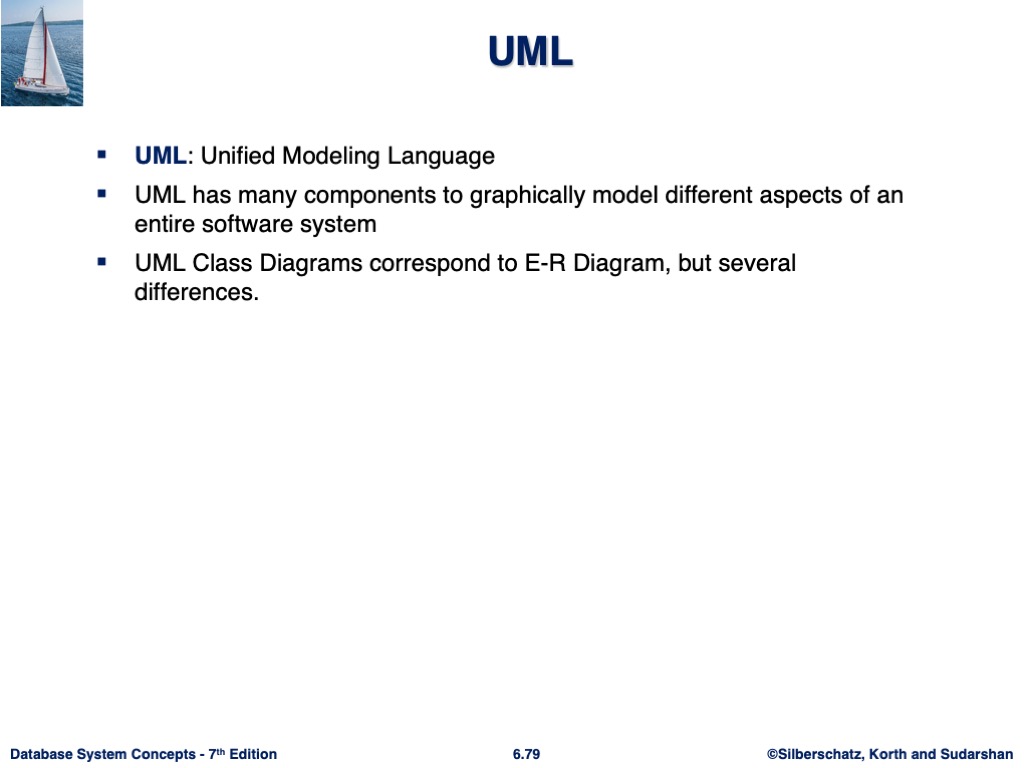 UML
▪ UML: Unified Modeling Language
▪ UML has many components to graphically model different aspects of an
entire software system
▪ UML Class Diagrams correspond to E-R Diagram, but several
differences.
Database System Concepts - 7th Edition
6.79
©Silberschatz, Korth and Sudarshan